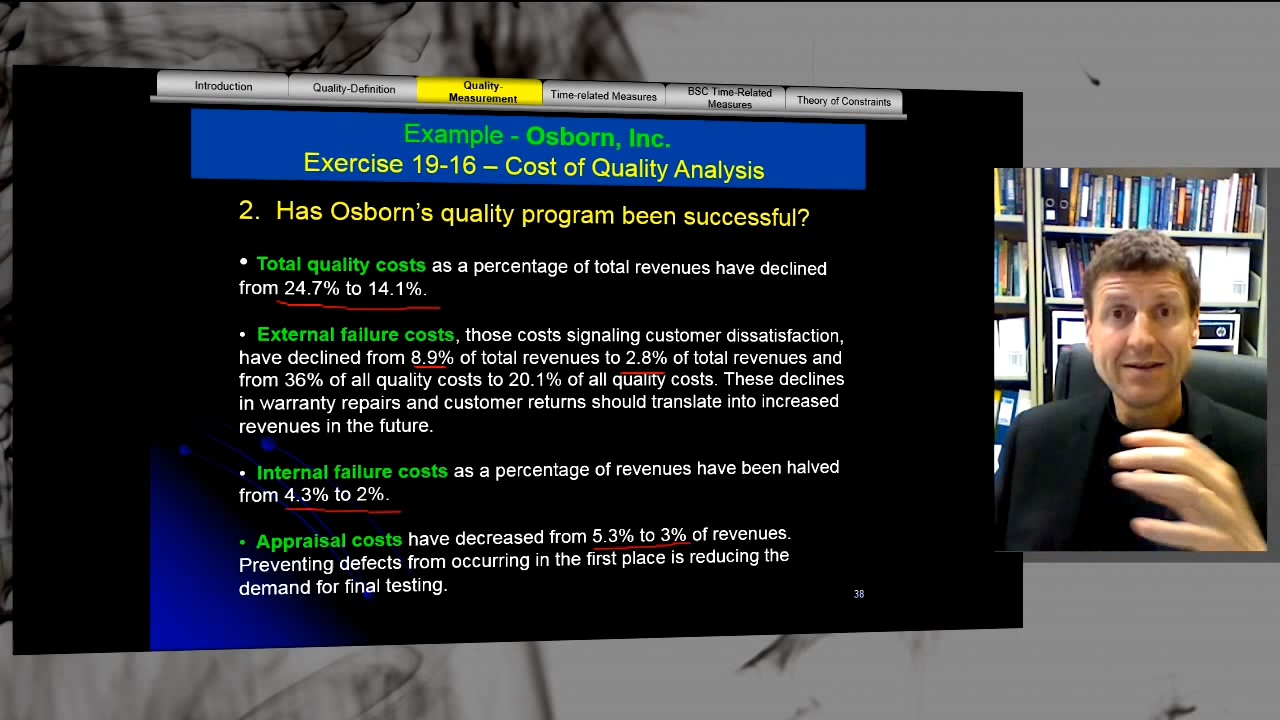 Introduction
Quality-Definition
Quality-
Measurement
Time-related Measures
BSC Time-Related
Measures
Theory of Constraints
Example - Osborn, Inc.
Exercise 19-16 – Cost of Quality Analysis
2. Has Osborn's quality program been successful?
• Total quality costs as a percentage of total revenues have declined
from 24.7% to 14.1%.
• External failure costs, those costs signaling customer dissatisfaction,
have declined from 8.9% of total revenues to 2.8% of total revenues and
from 36% of all quality costs to 20.1% of all quality costs. These declines
in warranty repairs and customer returns should translate into increased
revenues in the future.
• Internal failure costs as a percentage of revenues have been halved
from 4.3% to 2%.
• Appraisal costs have decreased from 5.3% to 3% of revenues.
Preventing defects from occurring in the first place is reducing the
demand for final testing.
38